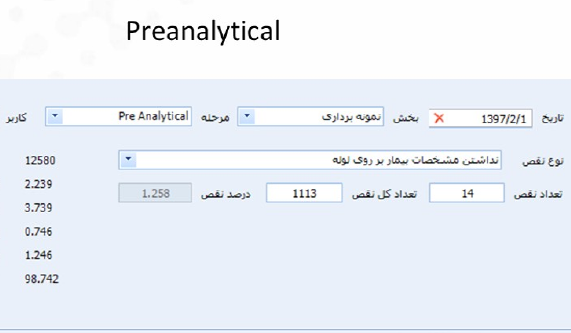 Preanalytical
تاریخ 1397/2/1 بخش نمونه برداری مرحله Pre Analytical کاربر
نوع نقص نداشتن مشخصات بیمار بر روی لوله
تعداد نقص 14 تعداد کل نقص 1113 درصد نقص 1.258
12580
2.239
3.739
0.746
1.246
98.742